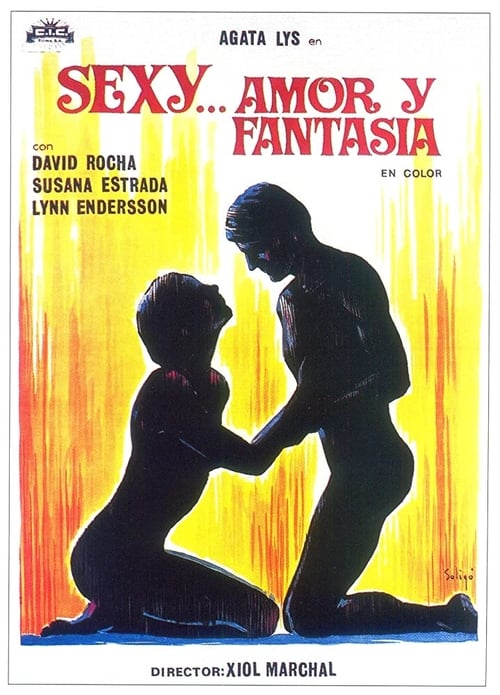 C.I.C.
AGATA LYS en
SEXY... AMOR Y
FANTASIA
EN COLOR
con
DAVID ROCHA
SUSANA ESTRADA
LYNN ENDERSSON
Soligó
DIRECTOR: XIOL MARCHAL